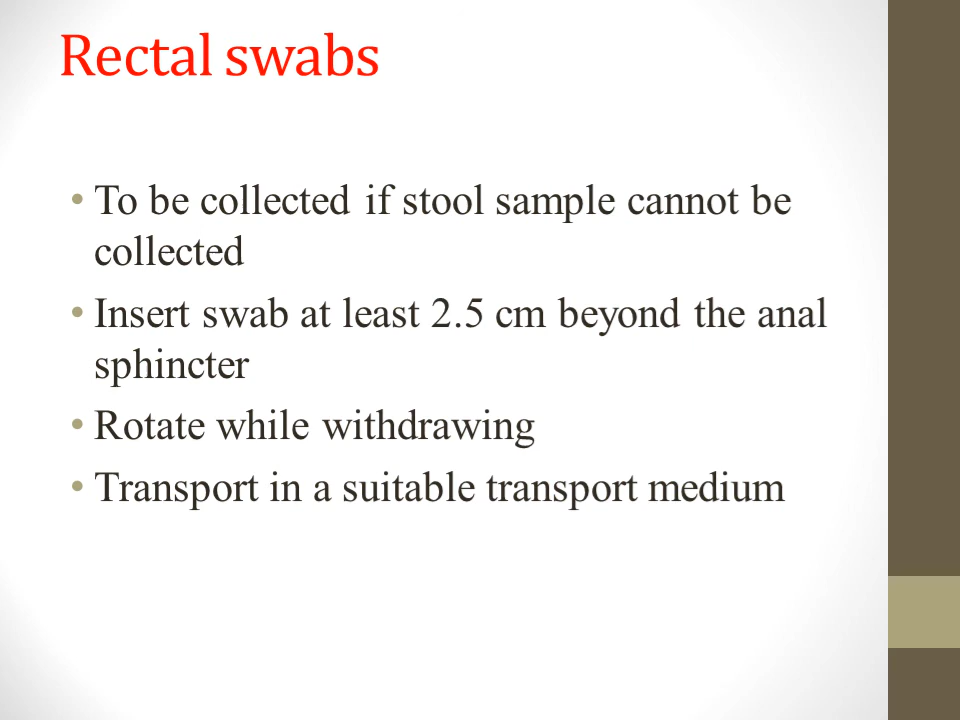 Rectal swabs
• To be collected if stool sample cannot be
collected
• Insert swab at least 2.5 cm beyond the anal
sphincter
• Rotate while withdrawing
• Transport in a suitable transport medium